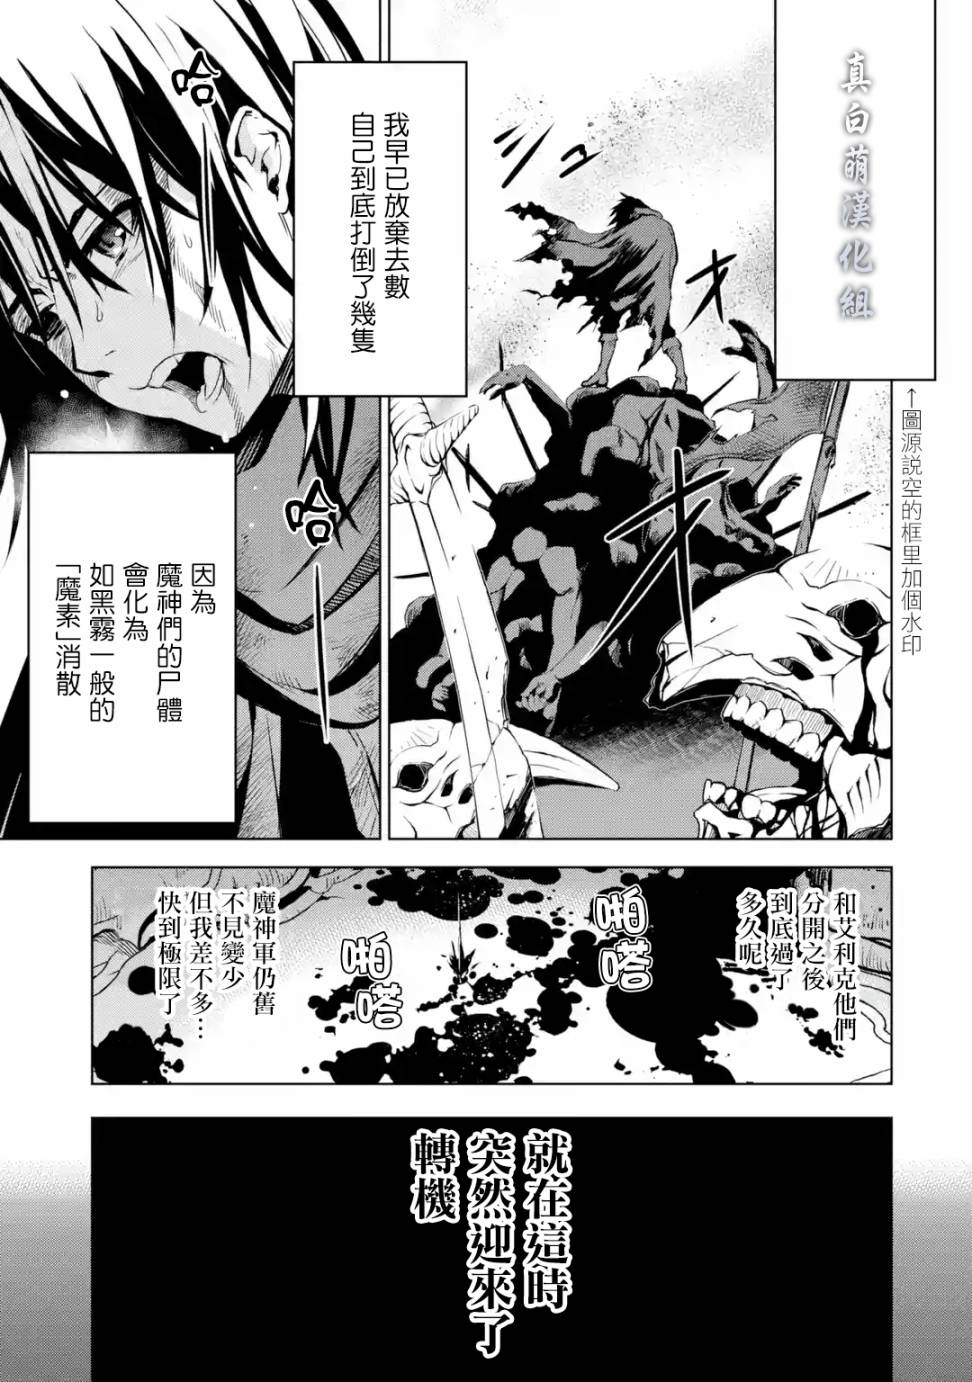 真白萌漢化組
←圖源説空的框里加個水印
我早已放棄去數
自己到底打倒了幾隻
哈
哈
因為
魔神們的尸體
會化為
如黑霧一般的
「魔素」消散
和艾利克他們
分開之後
到底過了
多久呢
啪嗒
啪嗒
魔神軍仍舊
不見變少
但我差不多…
快到極限了
就在這時
突然迎來了
轉機